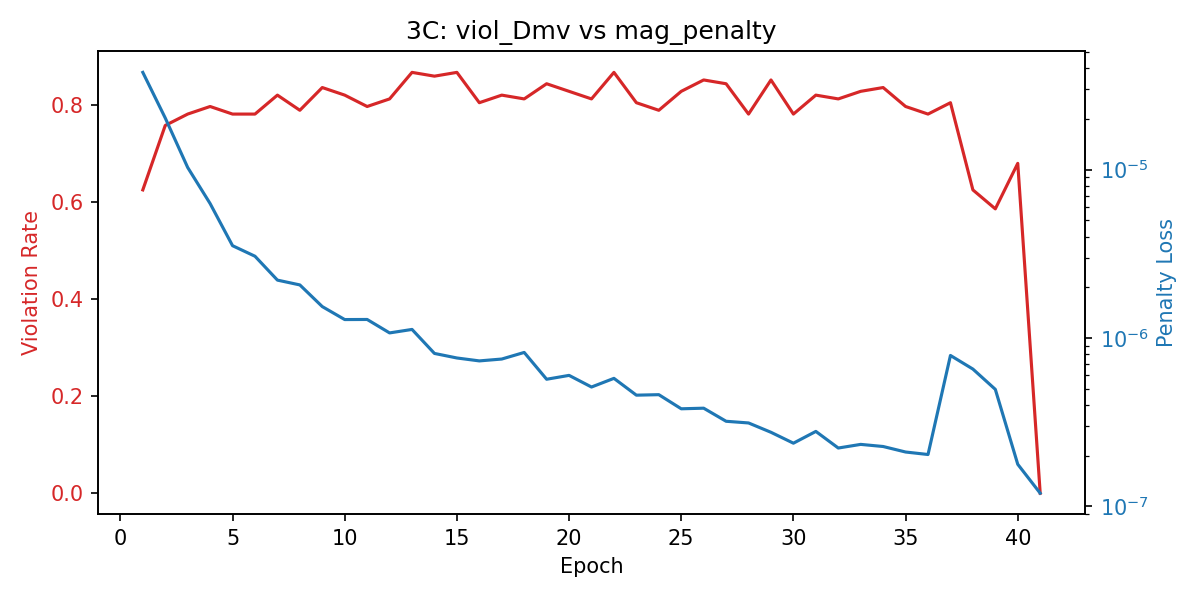 3C: viol_Dmv vs mag_penalty
Violation Rate
0.8
0.6
0.4
0.2
0.0
10⁻⁵
10⁻⁶
10⁻⁷
Penalty Loss
0 5 10 15 20 25 30 35 40
Epoch